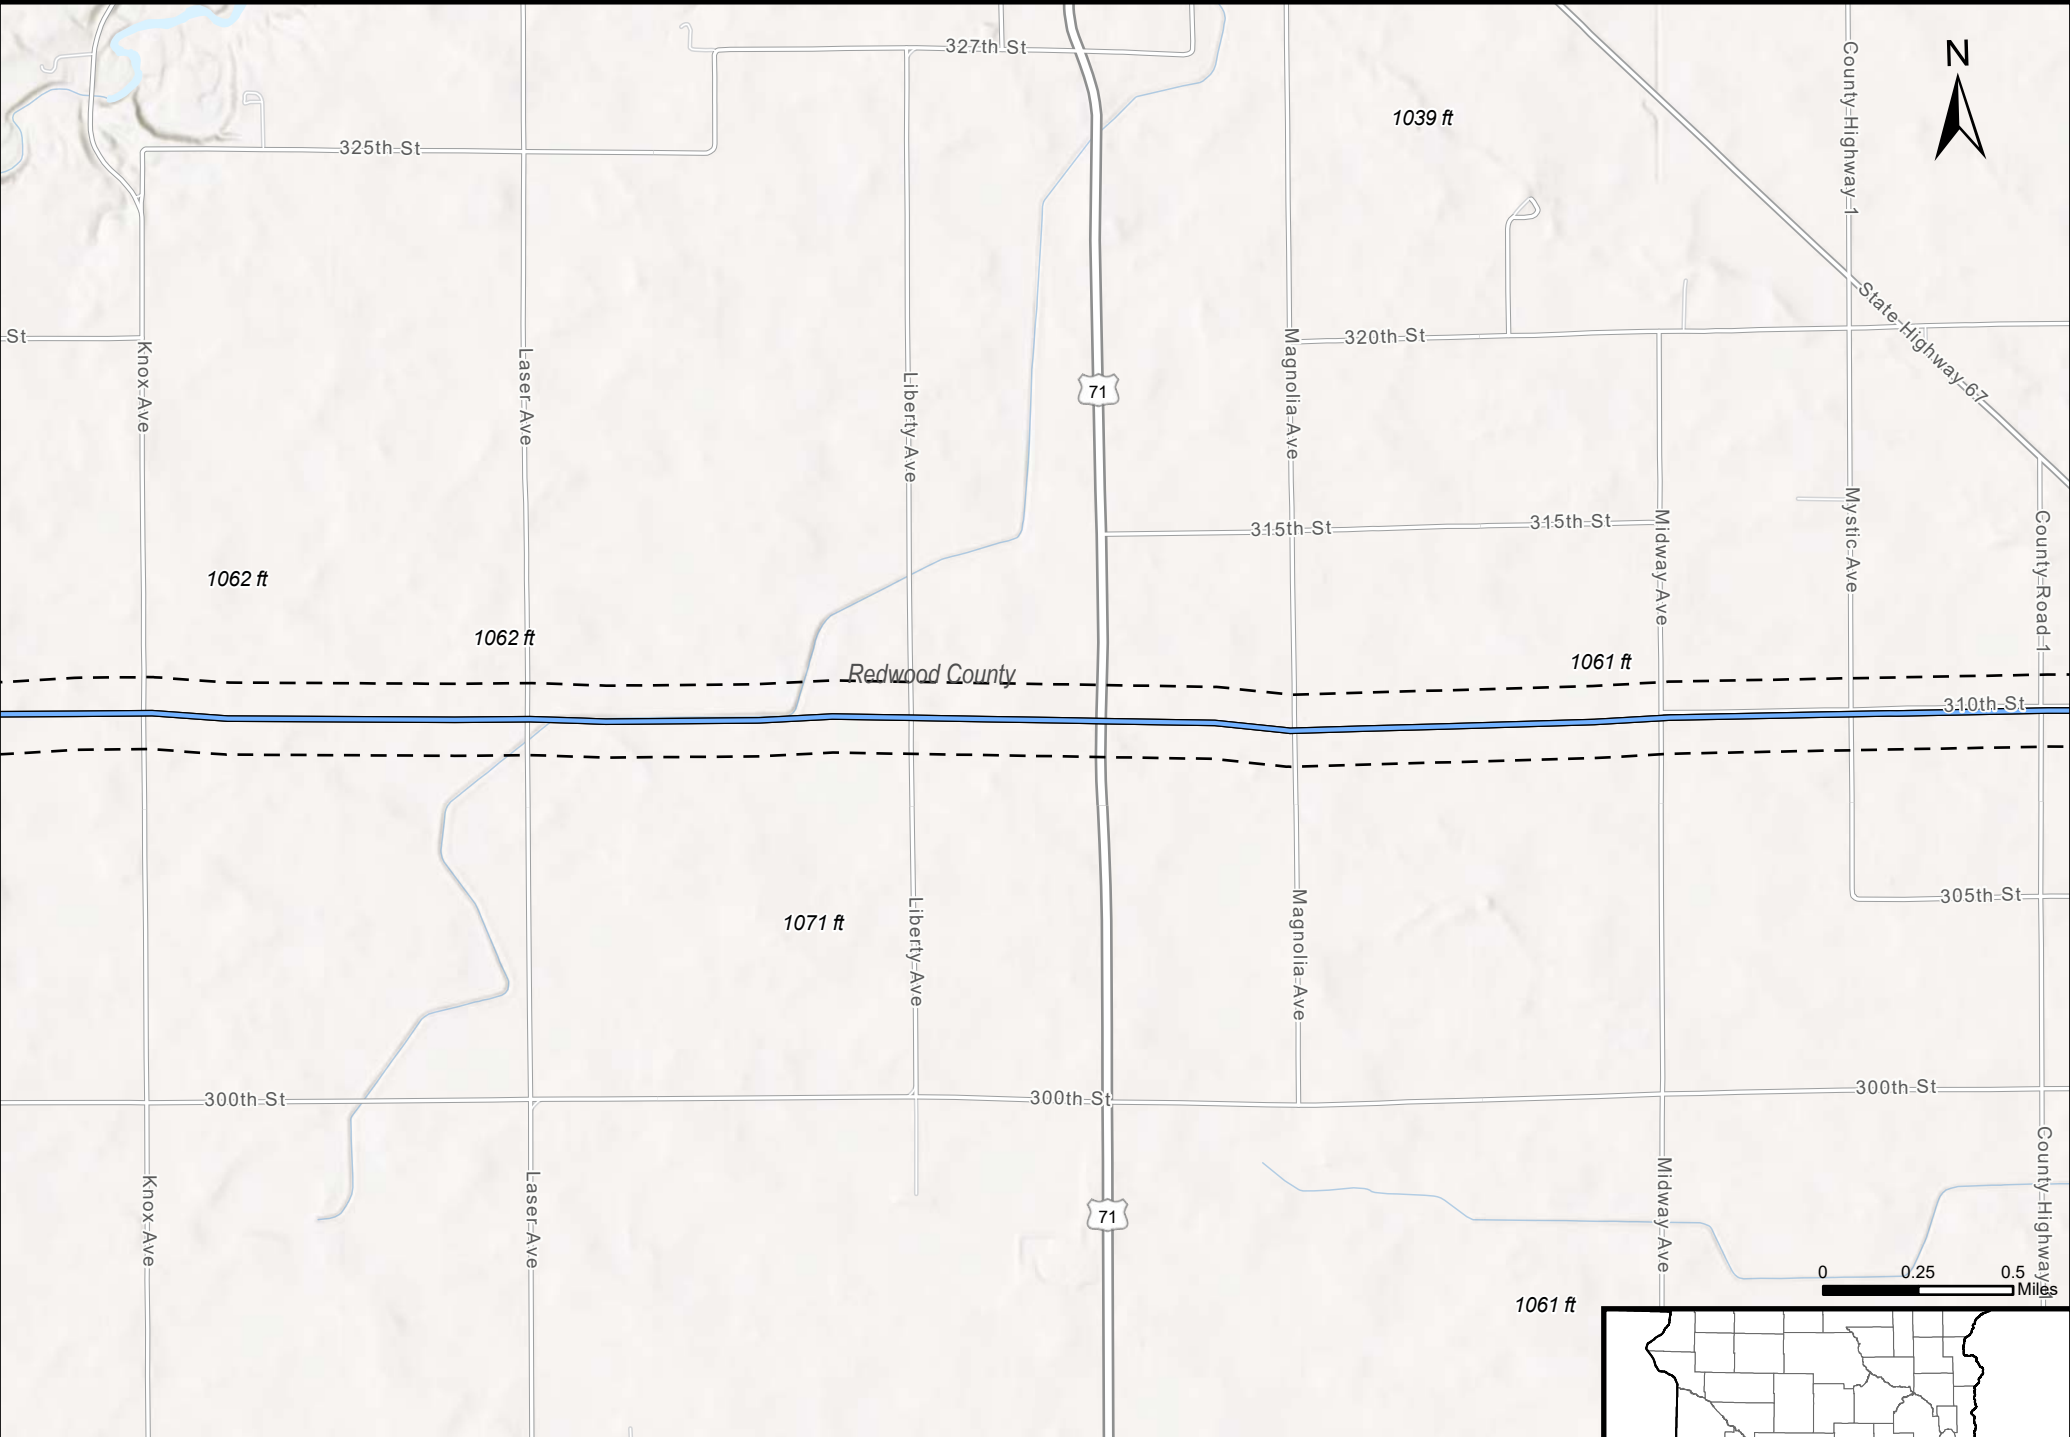 327th St
N
County-Highway-1
1039 ft
325th St
State-Highway-67
St
320th St
Knox-Ave
Laser-Ave
Liberty-Ave
71
Magnolia-Ave
315th St
315th St
Midway-Ave
Mystic-Ave
County-Road-1
1062 ft
1062 ft
1061 ft
Redwood County
310th St
305th St
1071 ft
Liberty-Ave
Magnolia-Ave
300th St
300th St
300th St
Knox-Ave
Laser-Ave
71
Midway-Ave
County-Highway-1
0 0.25 0.5
Miles
1061 ft